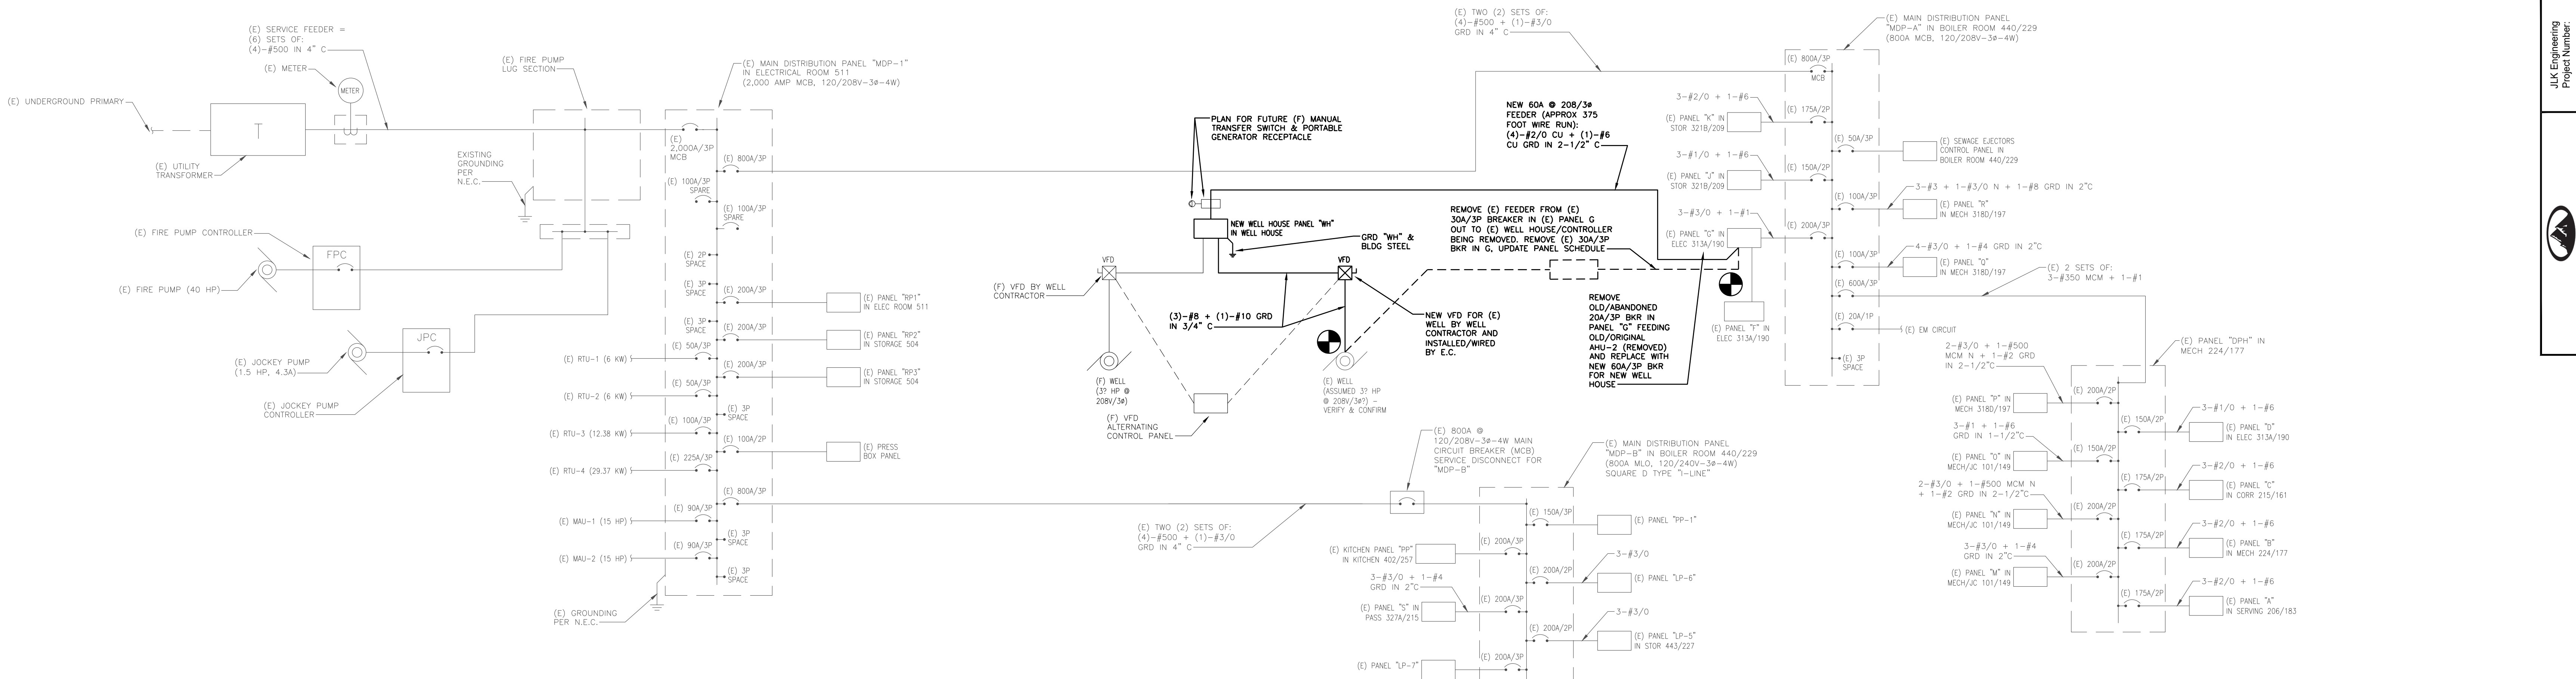 (E) SERVICE FEEDER =
(6) SETS OF:
(4)-#500 IN 4" C
(E) METER
METER
(E) UNDERGROUND PRIMARY
T
(E) UTILITY
TRANSFORMER
(E) FIRE PUMP
LUG SECTION
EXISTING
GROUNDING
PER
N.E.C.
(E) FIRE PUMP CONTROLLER
FPC
(E) FIRE PUMP (40 HP)
JPC
(E) JOCKEY PUMP
(1.5 HP, 4.3A)
(E) JOCKEY PUMP
CONTROLLER
(E) MAIN DISTRIBUTION PANEL "MDP-1"
IN ELECTRICAL ROOM 511
(2,000 AMP MCB, 120/208V-3ø-4W)
(E)
2,000A/3P
MCB
(E) 800A/3P
(E) 100A/3P
SPARE
(E) 100A/3P
SPARE
(E) 2P
SPACE
(E) 3P
SPACE
(E) 200A/3P
(E) PANEL "RP1"
IN ELEC ROOM 511
(E) 3P
SPACE
(E) 200A/3P
(E) PANEL "RP2"
IN STORAGE 504
(E) RTU-1 (6 KW)
(E) 50A/3P
(E) 200A/3P
(E) PANEL "RP3"
IN STORAGE 504
(E) RTU-2 (6 KW)
(E) 50A/3P
(E) 3P
SPACE
(E) RTU-3 (12.38 KW)
(E) 100A/3P
(E) 100A/2P
(E) PRESS
BOX PANEL
(E) RTU-4 (29.37 KW)
(E) 225A/3P
(E) 800A/3P
(E) MAU-1 (15 HP)
(E) 90A/3P
(E) 3P
SPACE
(E) MAU-2 (15 HP)
(E) 90A/3P
(E) 3P
SPACE
(E) GROUNDING
PER N.E.C.
PLAN FOR FUTURE (F) MANUAL
TRANSFER SWITCH & PORTABLE
GENERATOR RECEPTACLE
NEW WELL HOUSE PANEL "WH"
IN WELL HOUSE
GRD "WH" &
BLDG STEEL
VFD
(F) VFD BY WELL
CONTRACTOR
VFD
(3)-#8 + (1)-#10 GRD
IN 3/4" C
NEW VFD FOR (E)
WELL BY WELL
CONTRACTOR AND
INSTALLED/WIRED
BY E.C.
(F) WELL
(3? HP @
208V/3ø)
(E) WELL
(ASSUMED 3? HP
@ 208V/3ø?) -
VERIFY & CONFIRM
(F) VFD
ALTERNATING
CONTROL PANEL
(E) TWO (2) SETS OF:
(4)-#500 + (1)-#3/0
GRD IN 4" C
NEW 60A @ 208/3ø
FEEDER (APPROX 375
FOOT WIRE RUN):
(4)-#2/0 CU + (1)-#6
CU GRD IN 2-1/2" C
REMOVE (E) FEEDER FROM (E)
30A/3P BREAKER IN (E) PANEL G
OUT TO (E) WELL HOUSE/CONTROLLER
BEING REMOVED. REMOVE (E) 30A/3P
BKR IN G, UPDATE PANEL SCHEDULE
REMOVE
OLD/ABANDONED
20A/3P BKR IN
PANEL "G" FEEDING
OLD/ORIGINAL
AHU-2 (REMOVED)
AND REPLACE WITH
NEW 60A/3P BKR
FOR NEW WELL
HOUSE
(E) MAIN DISTRIBUTION PANEL
"MDP-A" IN BOILER ROOM 440/229
(800A MCB, 120/208V-3ø-4W)
(E) 800A/3P
MCB
3-#2/0 + 1-#6
(E) 175A/2P
(E) PANEL "K" IN
STOR 321B/209
(E) 50A/3P
(E) SEWAGE EJECTORS
CONTROL PANEL IN
BOILER ROOM 440/229
3-#1/0 + 1-#6
(E) 150A/2P
(E) PANEL "J" IN
STOR 321B/209
(E) 100A/3P
3-#3 + 1-#3/0 N + 1-#8 GRD IN 2"C
(E) PANEL "R"
IN MECH 318D/197
3-#3/0 + 1-#1
(E) 200A/3P
(E) PANEL "G" IN
ELEC 313A/190
(E) 100A/3P
4-#3/0 + 1-#4 GRD IN 2"C
(E) PANEL "Q"
IN MECH 318D/197
(E) 600A/3P
(E) 2 SETS OF:
3-#350 MCM + 1-#1
(E) PANEL "F" IN
ELEC 313A/190
(E) 20A/1P
(E) EM CIRCUIT
(E) 3P
SPACE
(E) PANEL "DPH" IN
MECH 224/177
2-#3/0 + 1-#500
MCM N + 1-#2 GRD
IN 2-1/2"C
(E) 200A/2P
(E) PANEL "P" IN
MECH 318D/197
(E) 150A/2P
3-#1/0 + 1-#6
(E) PANEL "D"
IN ELEC 313A/190
3-#1 + 1-#6
GRD IN 1-1/2"C
(E) 150A/2P
(E) PANEL "O" IN
MECH/JC 101/149
(E) 175A/2P
3-#2/0 + 1-#6
(E) PANEL "C"
IN CORR 215/161
2-#3/0 + 1-#500 MCM N
+ 1-#2 GRD IN 2-1/2"C
(E) 200A/2P
(E) PANEL "N" IN
MECH/JC 101/149
(E) 175A/2P
3-#2/0 + 1-#6
(E) PANEL "B"
IN MECH 224/177
3-#3/0 + 1-#4
GRD IN 2"C
(E) 200A/2P
(E) PANEL "M" IN
MECH/JC 101/149
(E) 175A/2P
3-#2/0 + 1-#6
(E) PANEL "A"
IN SERVING 206/183
(E) TWO (2) SETS OF:
(4)-#500 + (1)-#3/0
GRD IN 4" C
(E) 800A @
120/208V-3ø-4W MAIN
CIRCUIT BREAKER (MCB)
SERVICE DISCONNECT FOR
"MDP-B"
(E) MAIN DISTRIBUTION PANEL
"MDP-B" IN BOILER ROOM 440/229
(800A MLO, 120/240V-3ø-4W)
SQUARE D TYPE "I-LINE"
(E) 150A/3P
(E) PANEL "PP-1"
(E) KITCHEN PANEL "PP"
IN KITCHEN 402/257
(E) 200A/3P
(E) 200A/2P
3-#3/0
(E) PANEL "LP-6"
3-#3/0 + 1-#4
GRD IN 2"C
(E) 200A/3P
(E) PANEL "S" IN
PASS 327A/215
(E) 200A/2P
3-#3/0
(E) PANEL "LP-5"
IN STOR 443/227
(E) 200A/3P
(E) PANEL "LP-7"
JLK Engineering
Project Number: